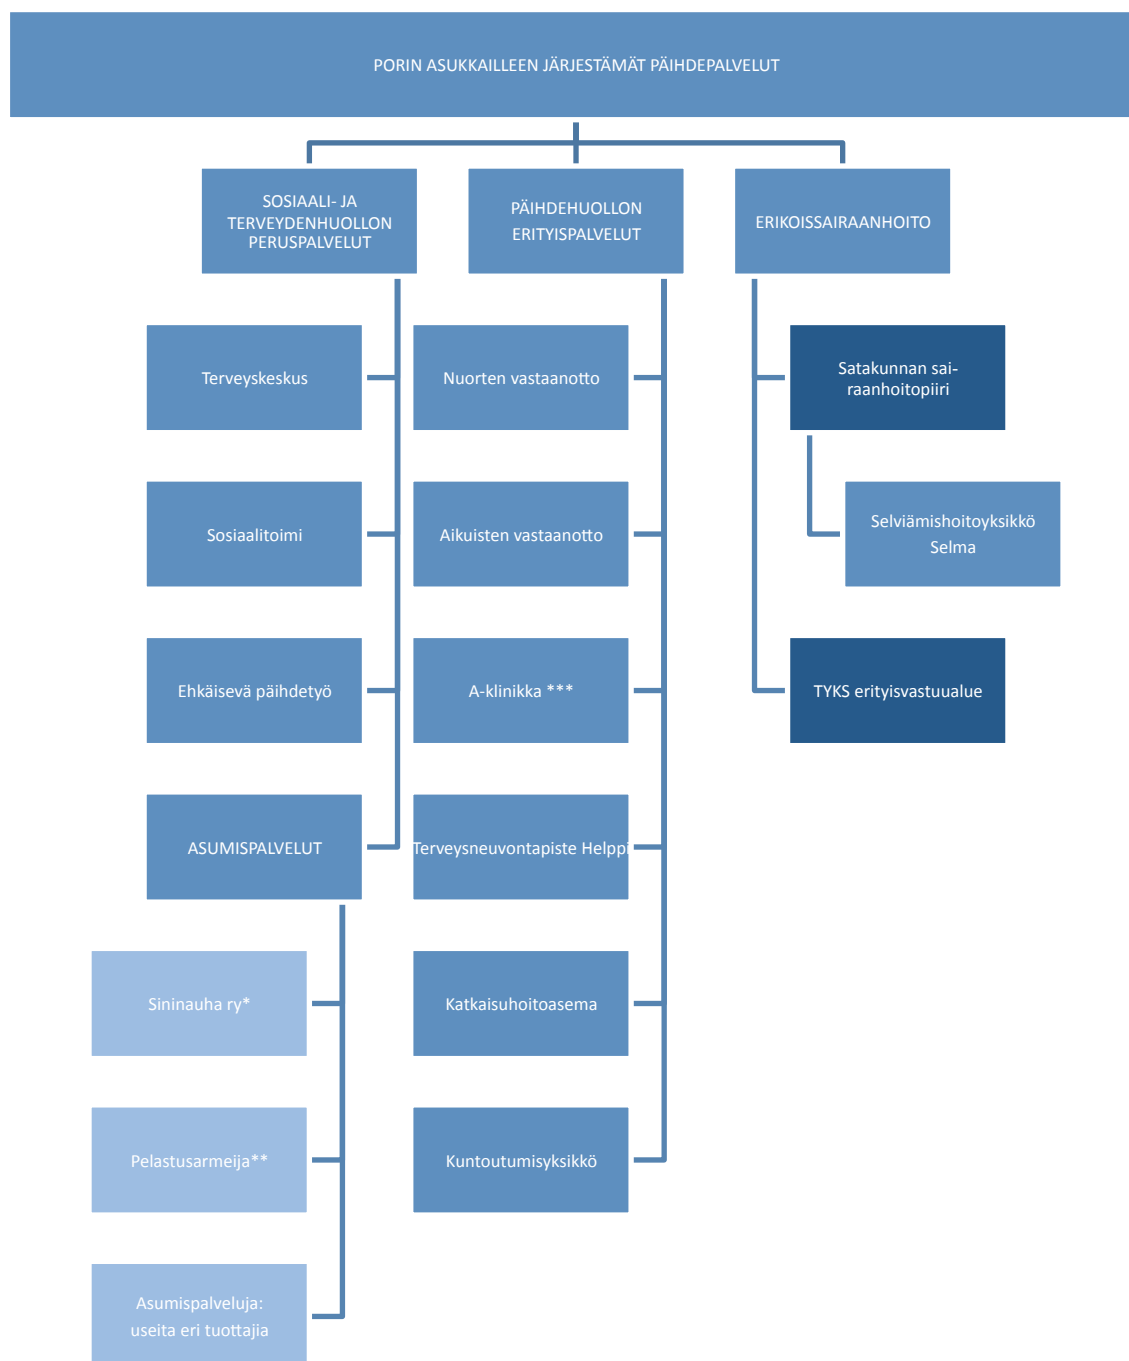 PORIN ASUKKAILLEEN JÄRJESTÄMÄT PÄIHDEPALVELUT
SOSIAALI- JA
TERVEYDENHUOLLON
PERUSPALVELUT
PÄIHDEHUOLLON
ERITYISPALVELUT
ERIKOISSAIRAANHOITO
Terveyskeskus
Nuorten vastaanotto
Satakunnan sai-
raanhoitopiiri
Sosiaalitoimi
Aikuisten vastaanotto
Selviämishoitoyksikkö
Selma
Ehkäisevä päihdetyö
A-klinikka ***
TYKS erityisvastuualue
ASUMISPALVELUT
Terveysneuvontapiste Helppi
Sininauha ry*
Katkaisuhoitoasema
Pelastusarmeija**
Kuntoutumisyksikkö
Asumispalveluja:
useita eri tuottajia